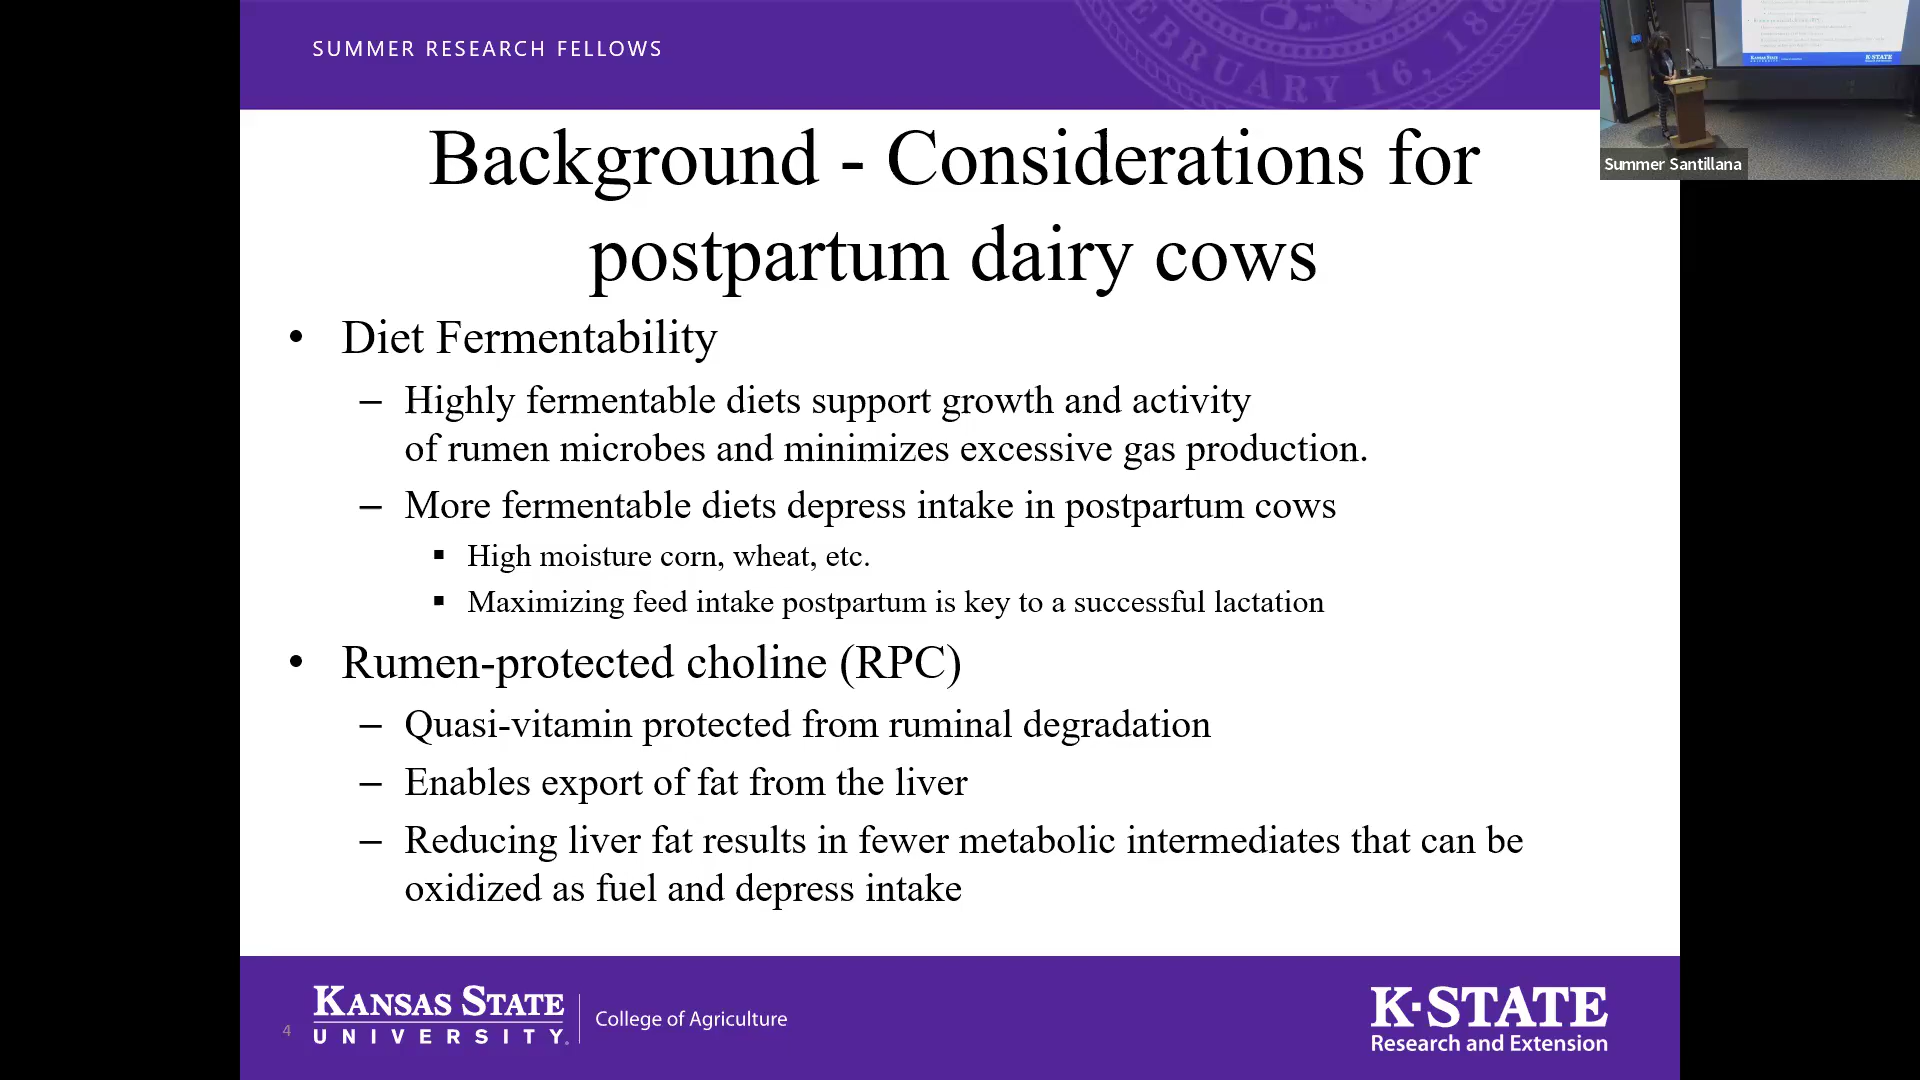 SUMMER RESEARCH FELLOWS
FEBRUARY 16, 186
Summer Santillana
Background - Considerations for
postpartum dairy cows
• Diet Fermentability
– Highly fermentable diets support growth and activity
of rumen microbes and minimizes excessive gas production.
– More fermentable diets depress intake in postpartum cows
▪ High moisture corn, wheat, etc.
▪ Maximizing feed intake postpartum is key to a successful lactation
• Rumen-protected choline (RPC)
– Quasi-vitamin protected from ruminal degradation
– Enables export of fat from the liver
– Reducing liver fat results in fewer metabolic intermediates that can be
oxidized as fuel and depress intake
4
KANSAS STATE
UNIVERSITY
College of Agriculture
K-STATE
Research and Extension